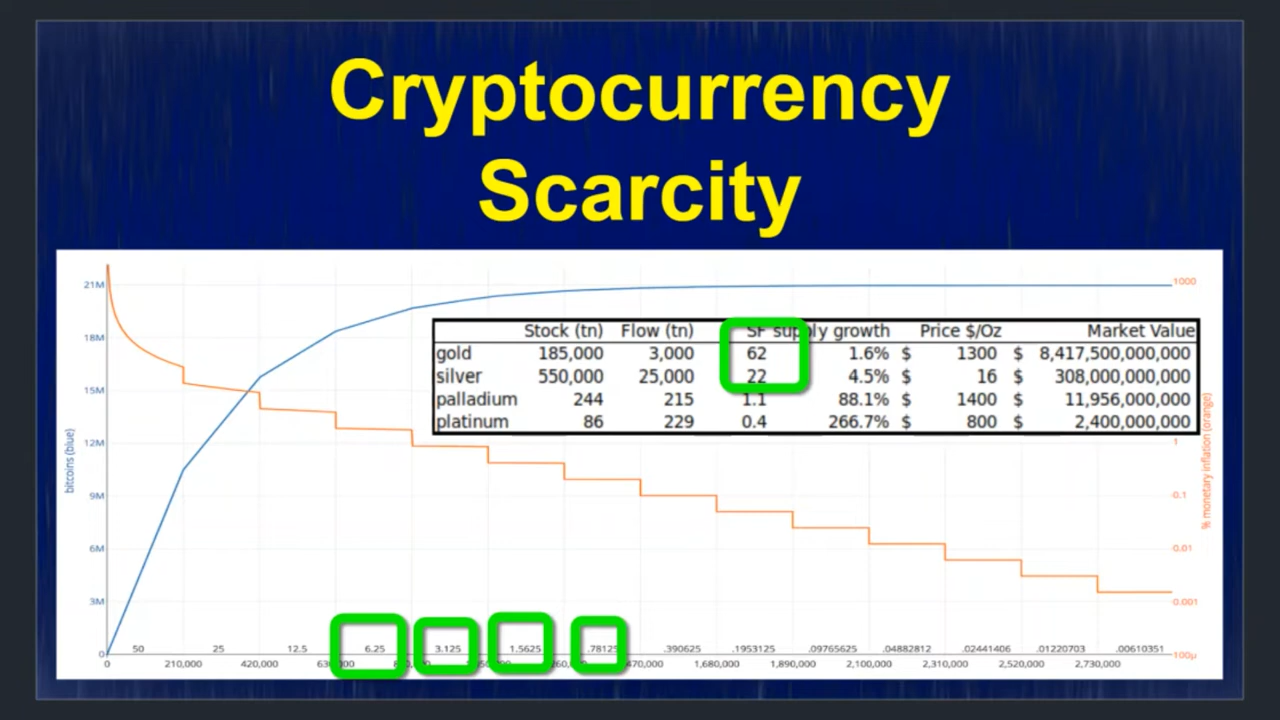 Cryptocurrency
Scarcity
21M
18M
15M
12M
9M
6M
3M
0
bitcoins (blue)
Stock (tn) Flow (tn) SF supply growth Price $/Oz Market Value
gold 185,000 3,000 62 1.6% $ 1300 $ 8,417,500,000,000
silver 550,000 25,000 22 4.5% $ 16 $ 308,000,000,000
palladium 244 215 1.1 88.1% $ 1400 $ 11,956,000,000
platinum 86 229 0.4 266.7% $ 800 $ 2,400,000,000
1000
1
0.1
0.01
0.001
100µ
% monetary inflation (orange)
50 25 12.5 6.25 3.125 1.5625 .78125 .390625 .1953125 .09765625 .04882812 .02441406 .01220703 .00610351
0 210,000 420,000 1,680,000 1,890,000 2,100,000 2,310,000 2,520,000 2,730,000